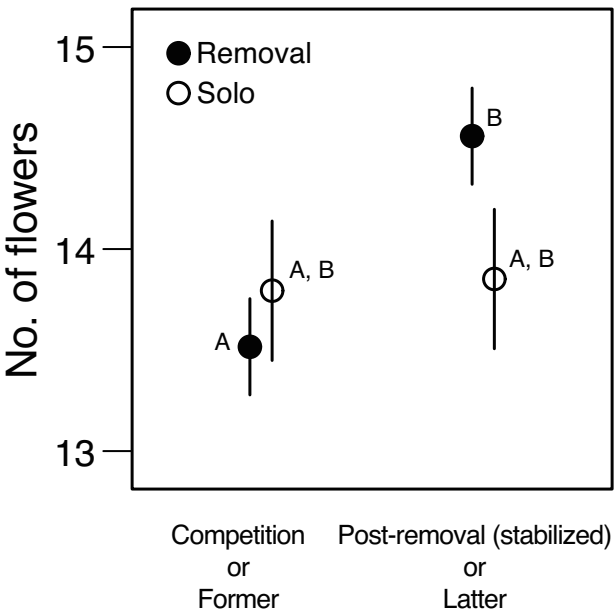 No. of flowers
15
14
13
Removal
Solo
A
A, B
B
A, B
Competition
or
Former
Post-removal (stabilized)
or
Latter